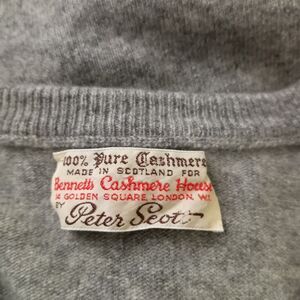 100% Pure Cashmere
MADE IN SCOTLAND FOR
Bennetts Cashmere House
14 GOLDEN SQUARE, LONDON. W.1.
BY Peter Scott